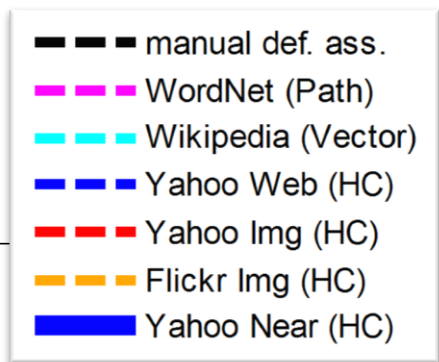 manual def. ass.
WordNet (Path)
Wikipedia (Vector)
Yahoo Web (HC)
Yahoo Img (HC)
Flickr Img (HC)
Yahoo Near (HC)